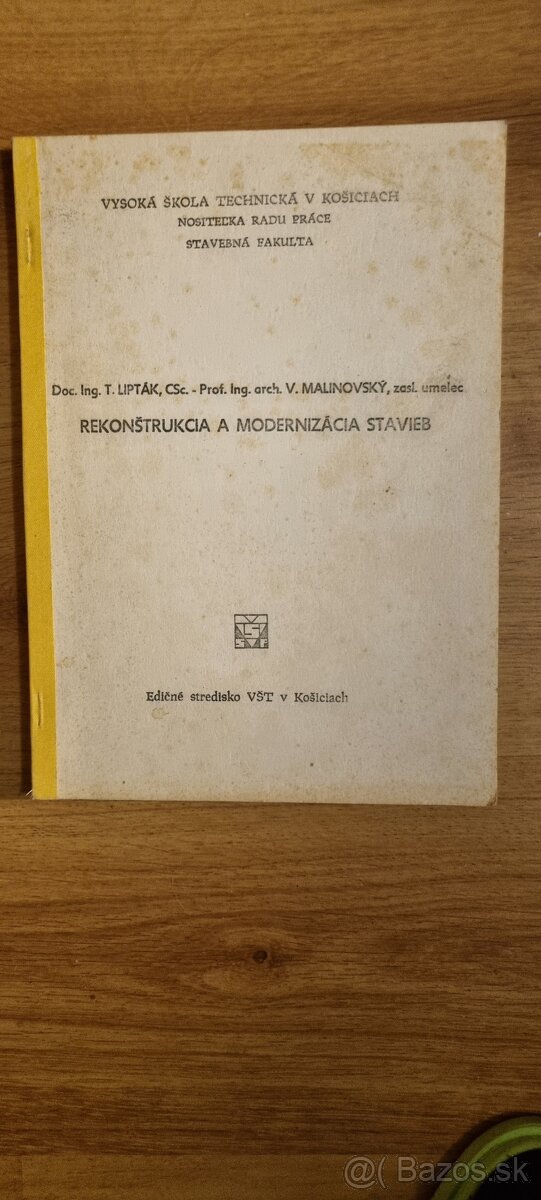 VYSOKÁ ŠKOLA TECHNICKÁ V KOŠICIACH
NOSITEĽKA RADU PRÁCE
STAVEBNÁ FAKULTA
Doc. Ing. T. LIPTÁK, CSc. - Prof. Ing. arch. V. MALINOVSKÝ, zasl. umelec
REKONŠTRUKCIA A MODERNIZÁCIA STAVIEB
Edičné stredisko VŠT v Košiciach
@( Bazos.sk